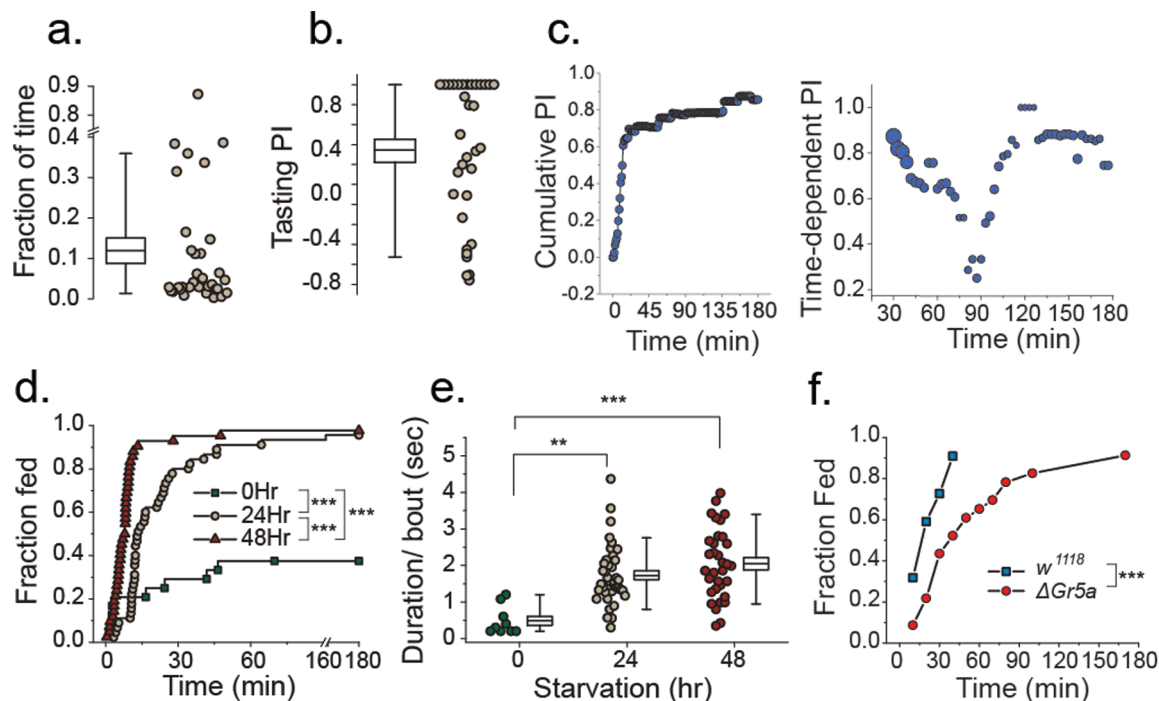 a.
Fraction of time
0.9
0.8
0.4
0.3
0.2
0.1
0.0
b.
Tasting PI
0.8
0.4
0.0
-0.4
-0.8
c.
Cumulative PI
1.0
0.8
0.6
0.4
0.2
0.0
-0.2
0 45 90 135 180
Time (min)
Time-dependent PI
1.0
0.8
0.6
0.4
0.2
30 60 90 120 150 180
Time (min)
d.
Fraction fed
1.0
0.8
0.6
0.4
0.2
0.0
0Hr
24Hr
48Hr
***
***
***
0 30 60 160 180
Time (min)
e.
Duration/ bout (sec)
***
**
5
4
3
2
1
0
0 24 48
Starvation (hr)
f.
Fraction Fed
1.0
0.8
0.6
0.4
0.2
0.0
w1118
ΔGr5a
***
0 30 60 90 120150180
Time (min)